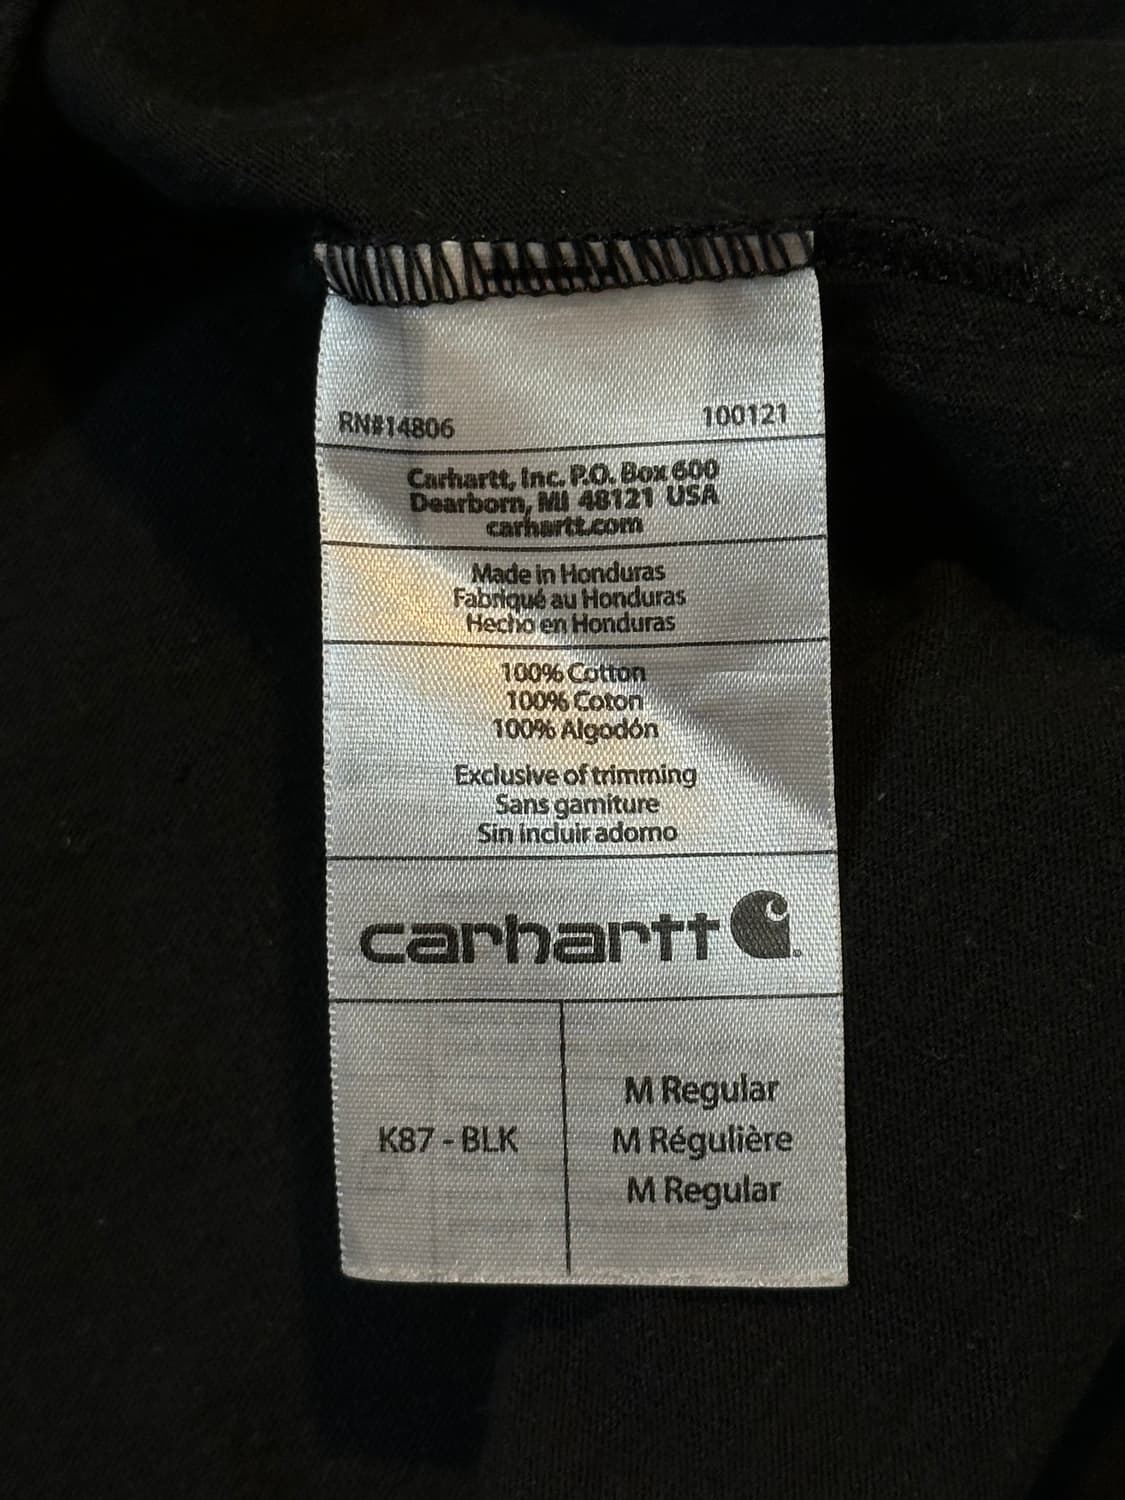 RN#14806 100121
Carhartt, Inc. P.O. Box 600
Dearborn, MI 48121 USA
carhartt.com
Made in Honduras
Fabriqué au Honduras
Hecho en Honduras
100% Cotton
100% Coton
100% Algodón
Exclusive of trimming
Sans garniture
Sin incluir adorno
carhartt
K87 - BLK
M Regular
M Régulière
M Regular